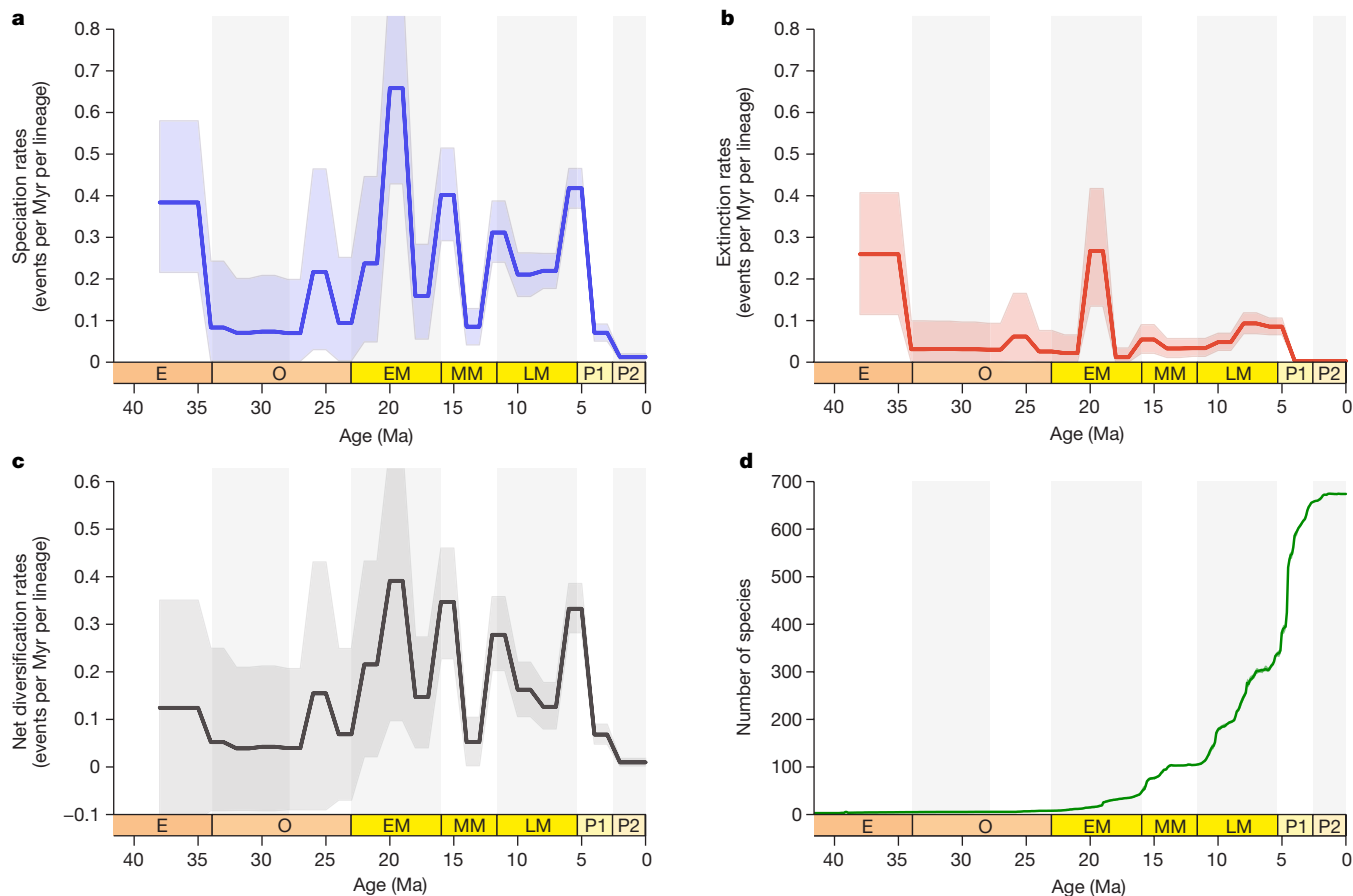 a
Speciation rates
(events per Myr per lineage)
0.8
0.7
0.6
0.5
0.4
0.3
0.2
0.1
0
E O EM MM LM P1 P2
40 35 30 25 20 15 10 5 0
Age (Ma)
b
Extinction rates
(events per Myr per lineage)
0.8
0.7
0.6
0.5
0.4
0.3
0.2
0.1
0
E O EM MM LM P1 P2
40 35 30 25 20 15 10 5 0
Age (Ma)
c
Net diversification rates
(events per Myr per lineage)
0.6
0.5
0.4
0.3
0.2
0.1
0
−0.1
E O EM MM LM P1 P2
40 35 30 25 20 15 10 5 0
Age (Ma)
d
Number of species
700
600
500
400
300
200
100
0
E O EM MM LM P1 P2
40 35 30 25 20 15 10 5 0
Age (Ma)